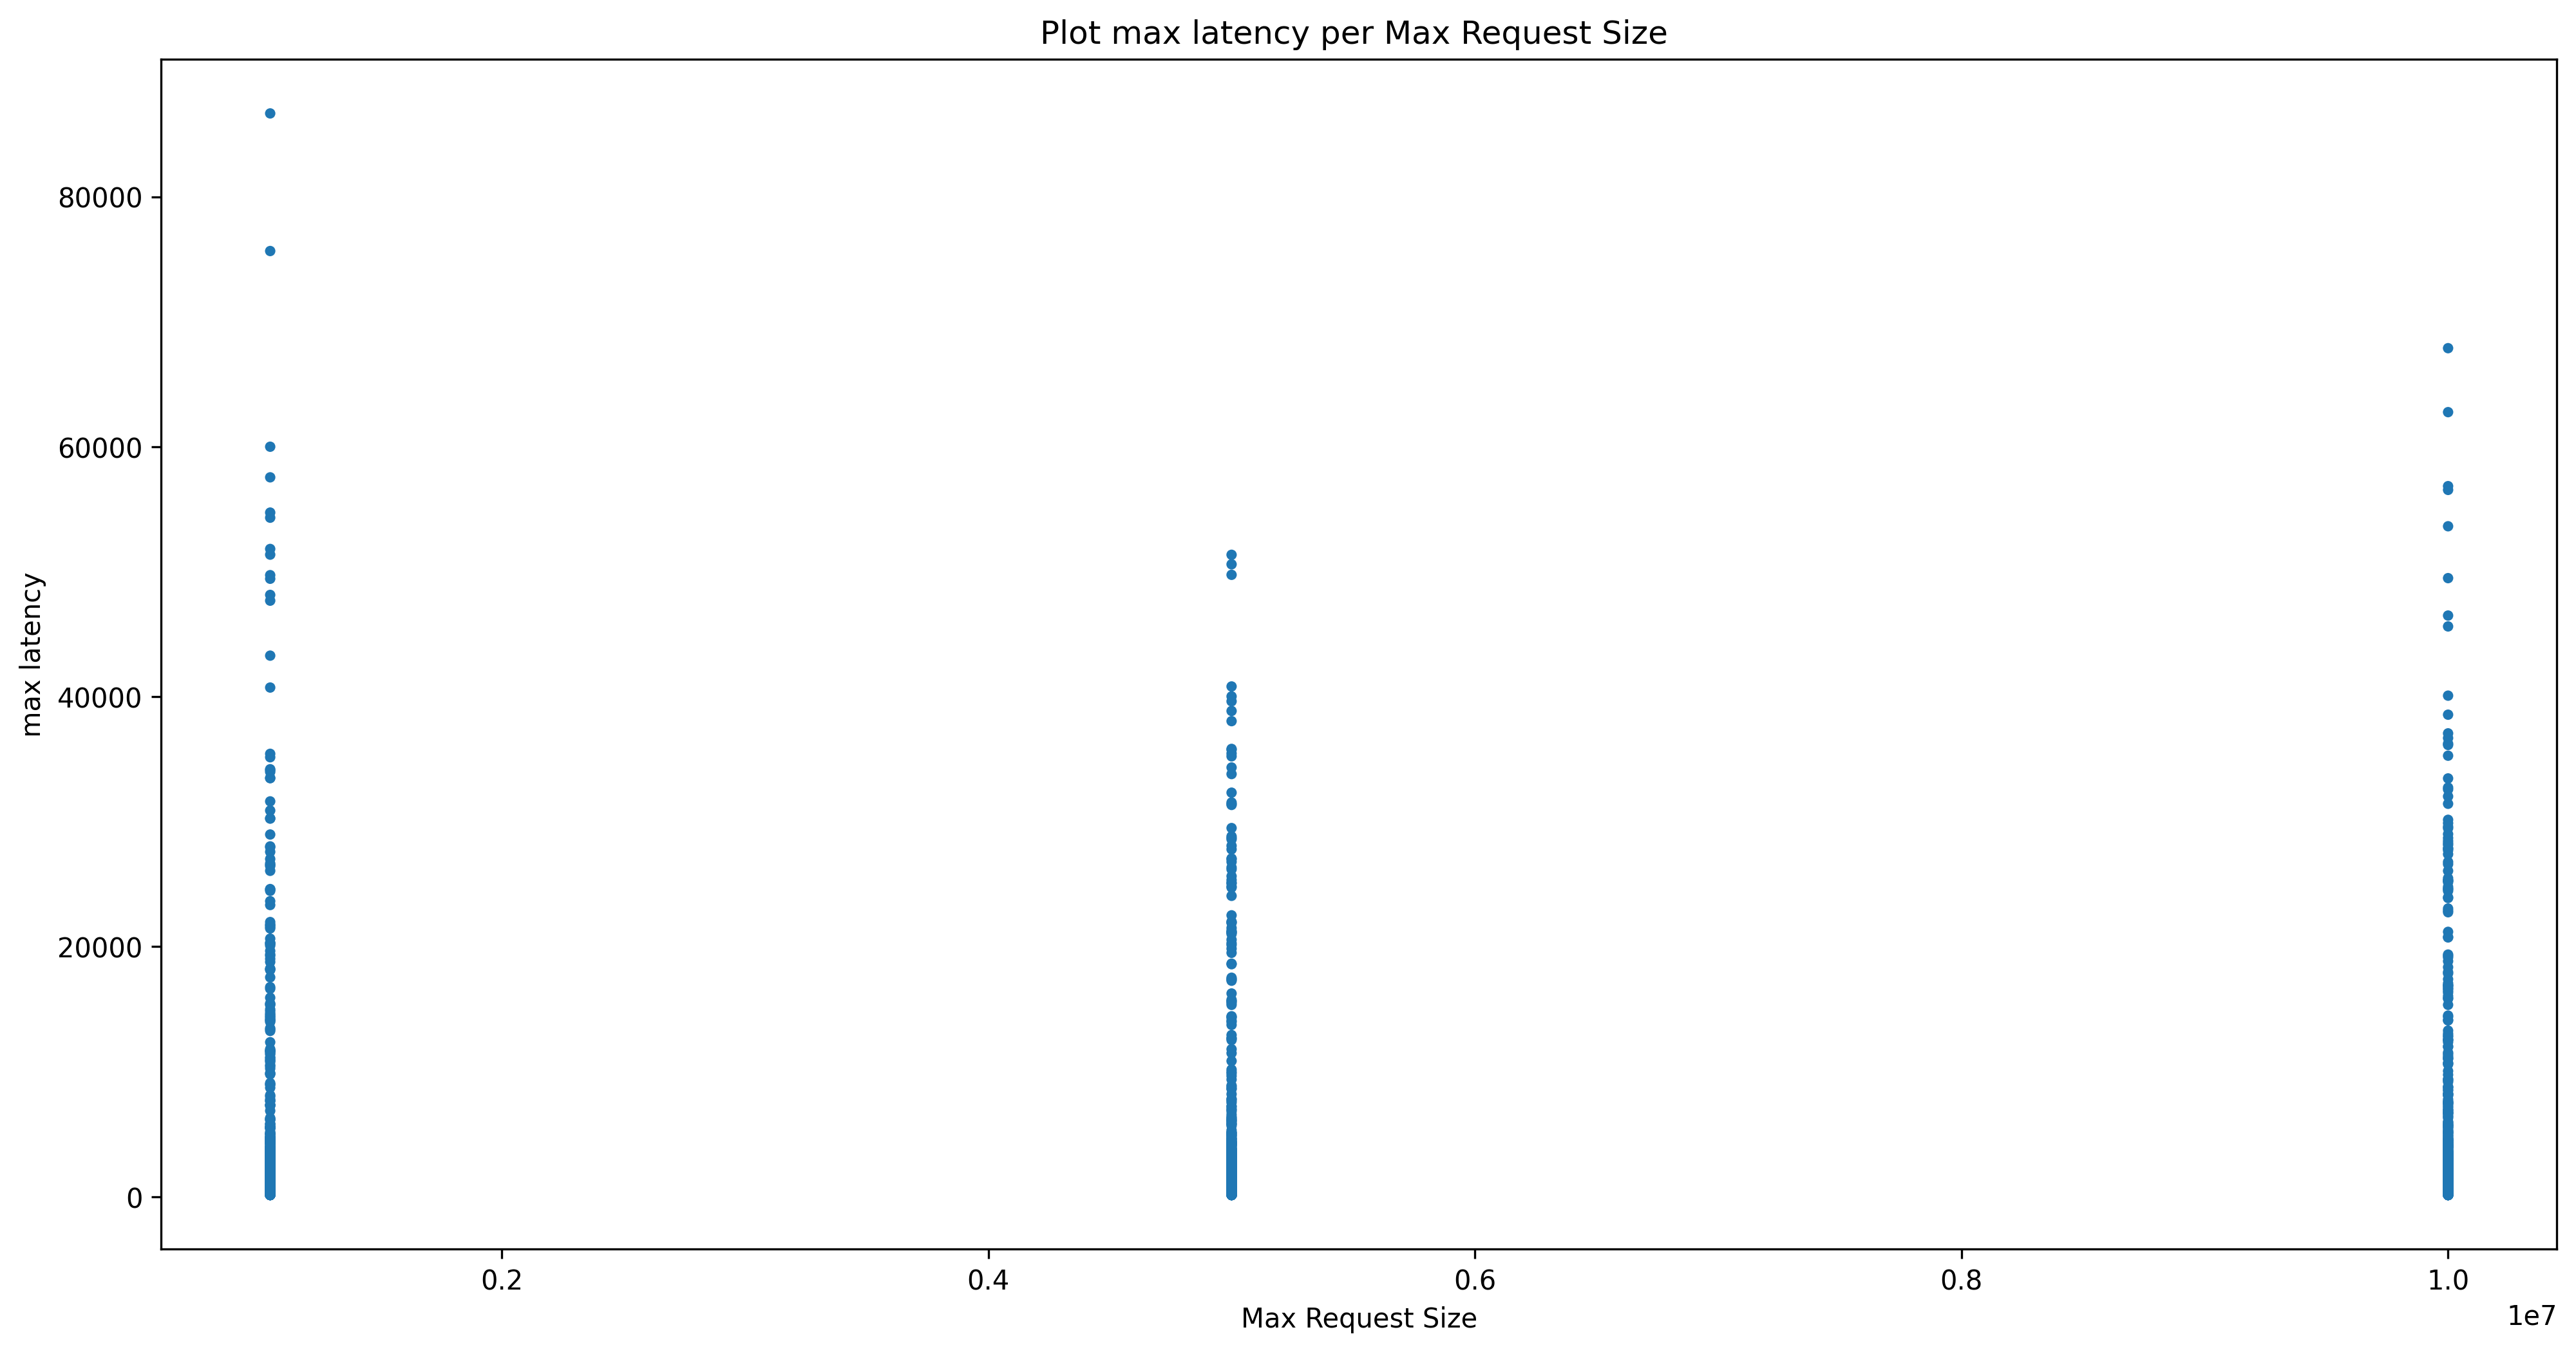 Plot max latency per Max Request Size
80000
60000
40000
20000
0
max latency
0.2
0.4
0.6
0.8
1.0
1e7
Max Request Size